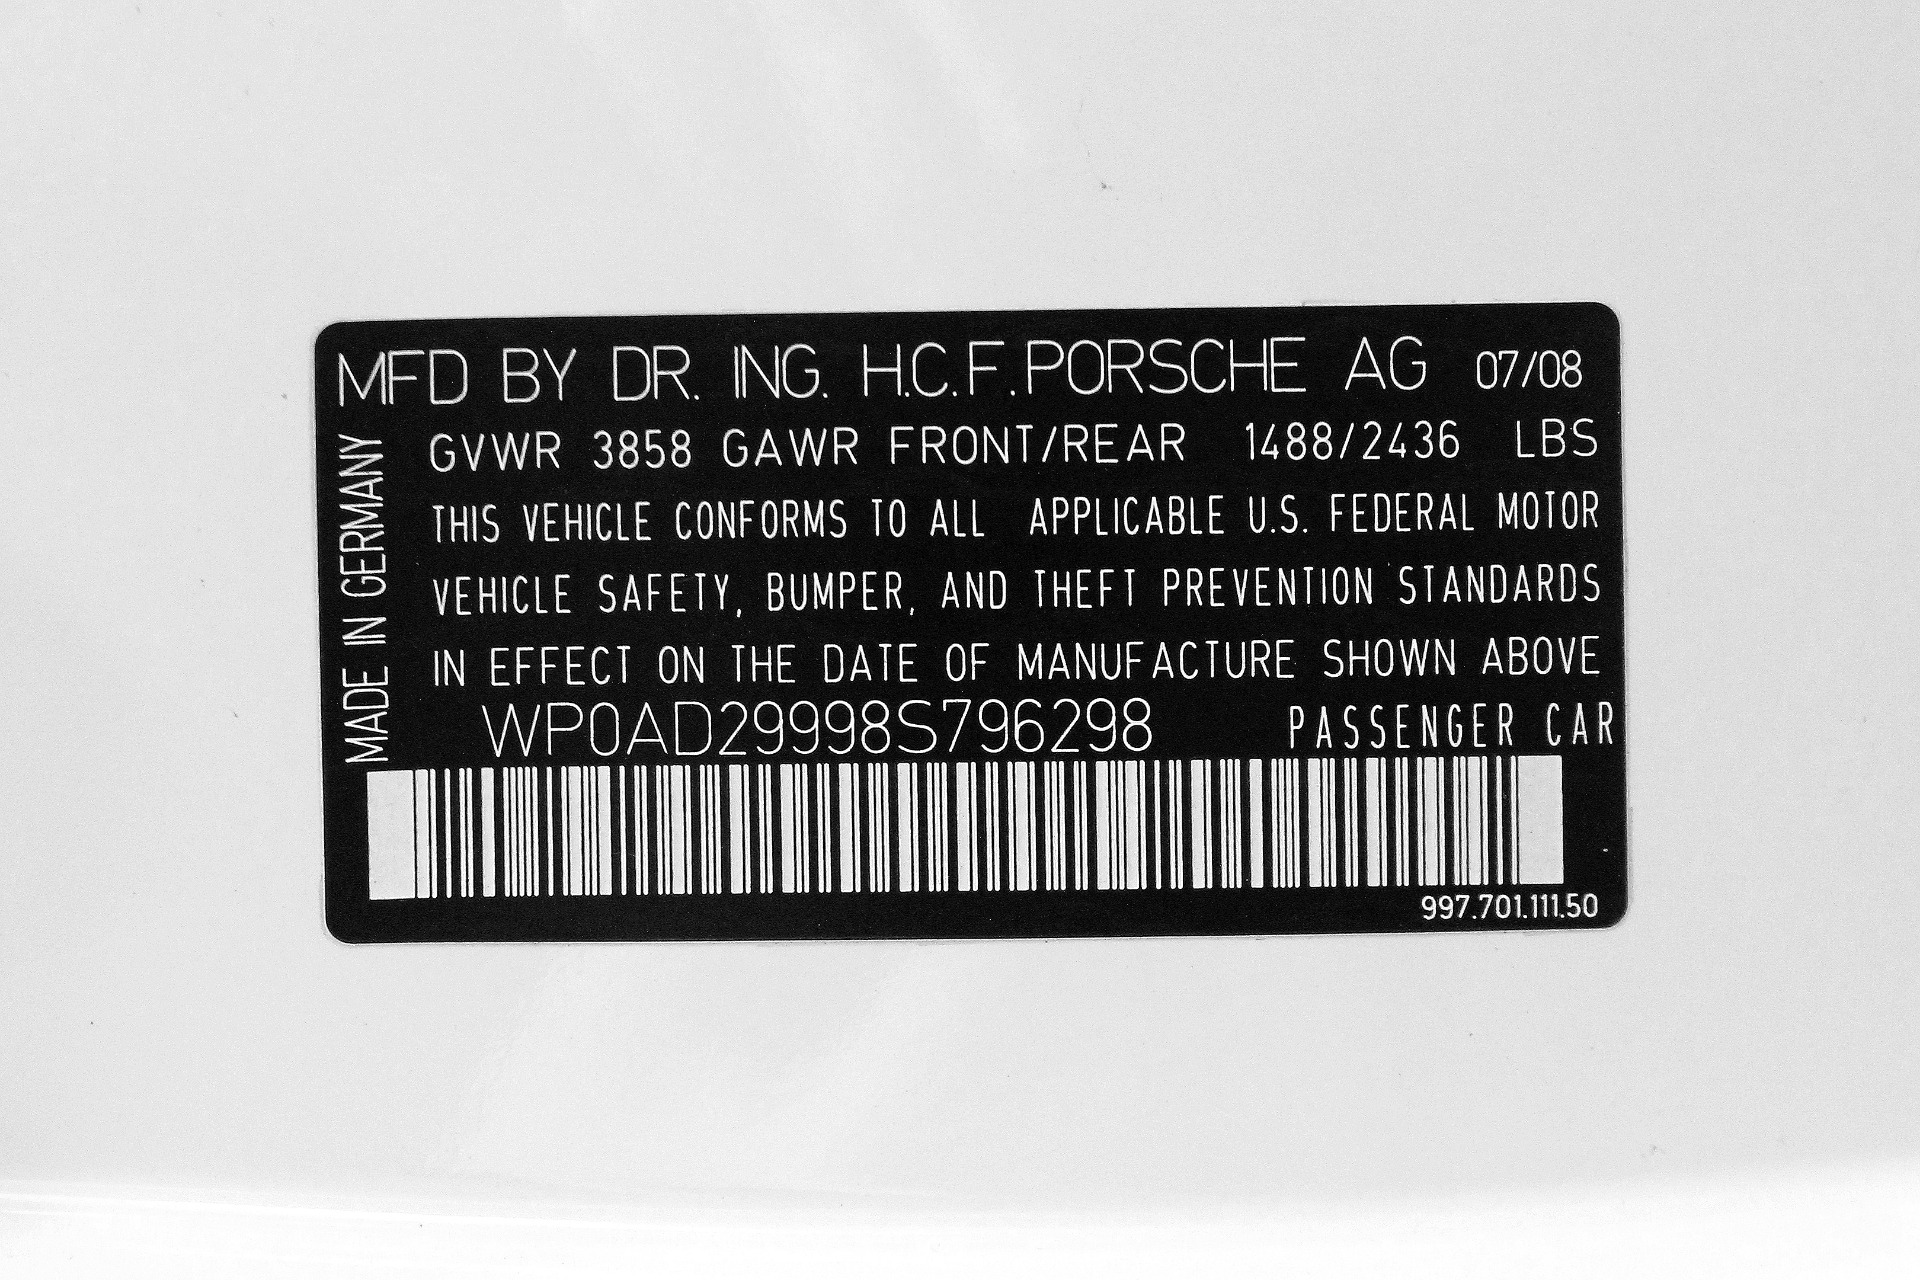 MFD BY DR. ING. H.C.F.PORSCHE AG 07/08
MADE IN GERMANY
GVWR 3858 GAWR FRONT/REAR 1488/2436 LBS
THIS VEHICLE CONFORMS TO ALL APPLICABLE U.S. FEDERAL MOTOR
VEHICLE SAFETY, BUMPER, AND THEFT PREVENTION STANDARDS
IN EFFECT ON THE DATE OF MANUFACTURE SHOWN ABOVE
WP0AD29998S796298 PASSENGER CAR
997.701.111.50